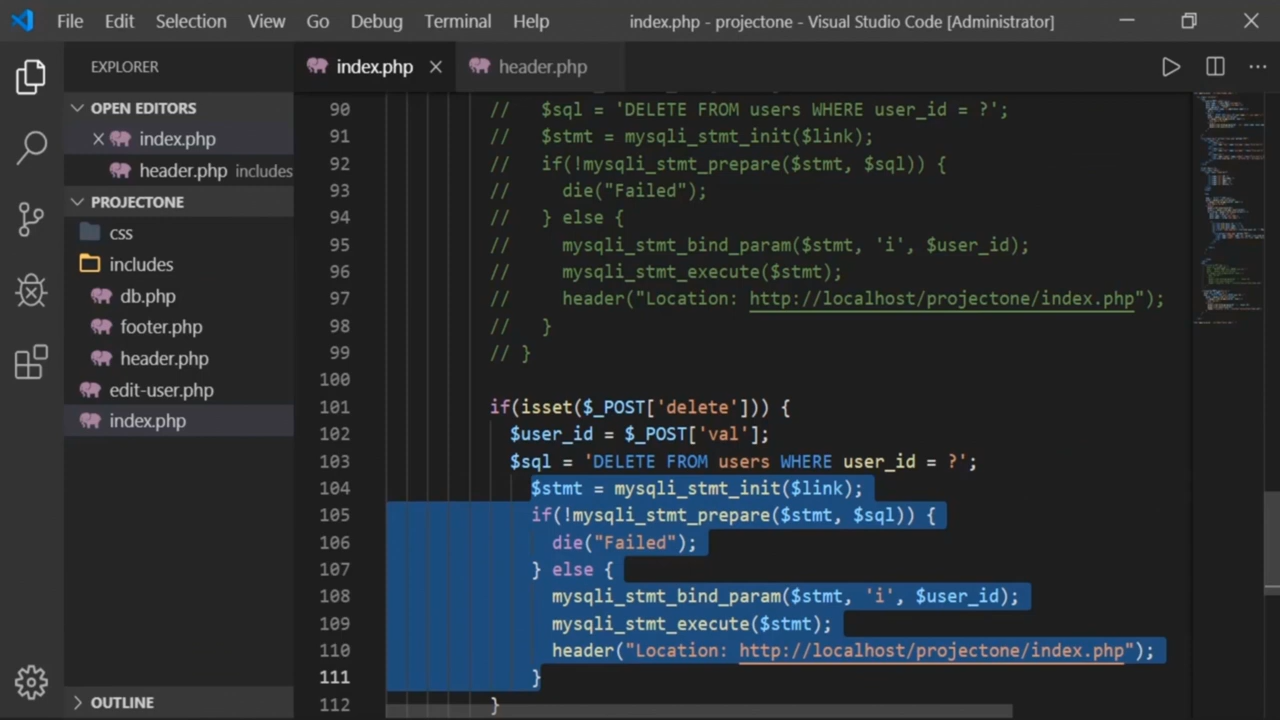 File Edit Selection View Go Debug Terminal Help index.php - projectone - Visual Studio Code [Administrator]
EXPLORER
index.php
header.php
OPEN EDITORS
index.php
header.php includes
PROJECTONE
css
includes
db.php
footer.php
header.php
edit-user.php
index.php
OUTLINE
90 // $sql = 'DELETE FROM users WHERE user_id = ?';
91 // $stmt = mysqli_stmt_init($link);
92 // if(!mysqli_stmt_prepare($stmt, $sql)) {
93 // die("Failed");
94 // } else {
95 // mysqli_stmt_bind_param($stmt, 'i', $user_id);
96 // mysqli_stmt_execute($stmt);
97 // header("Location: http://localhost/projectone/index.php");
98 // }
99 // }
100
101 if(isset($_POST['delete'])) {
102 $user_id = $_POST['val'];
103 $sql = 'DELETE FROM users WHERE user_id = ?';
104 $stmt = mysqli_stmt_init($link);
105 if(!mysqli_stmt_prepare($stmt, $sql)) {
106 die("Failed");
107 } else {
108 mysqli_stmt_bind_param($stmt, 'i', $user_id);
109 mysqli_stmt_execute($stmt);
110 header("Location: http://localhost/projectone/index.php");
111 }
112 }